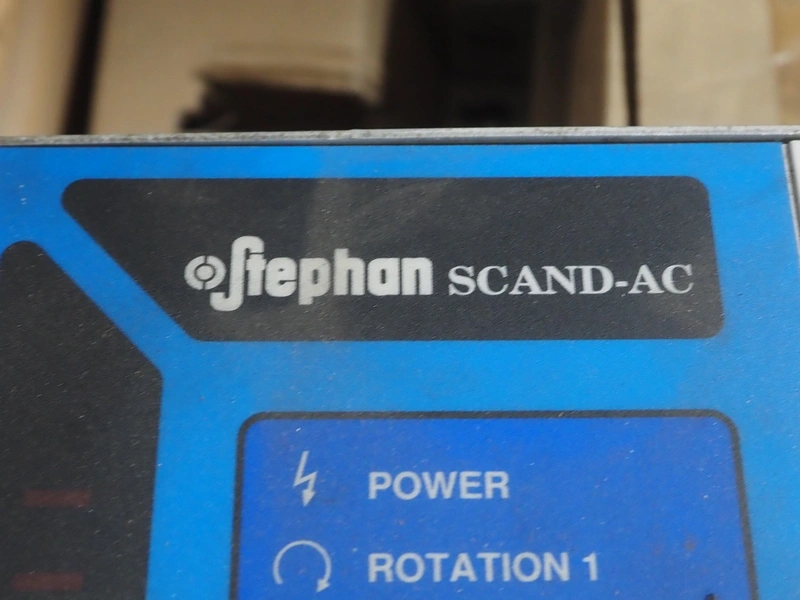 Stephan SCAND-AC
POWER
ROTATION 1